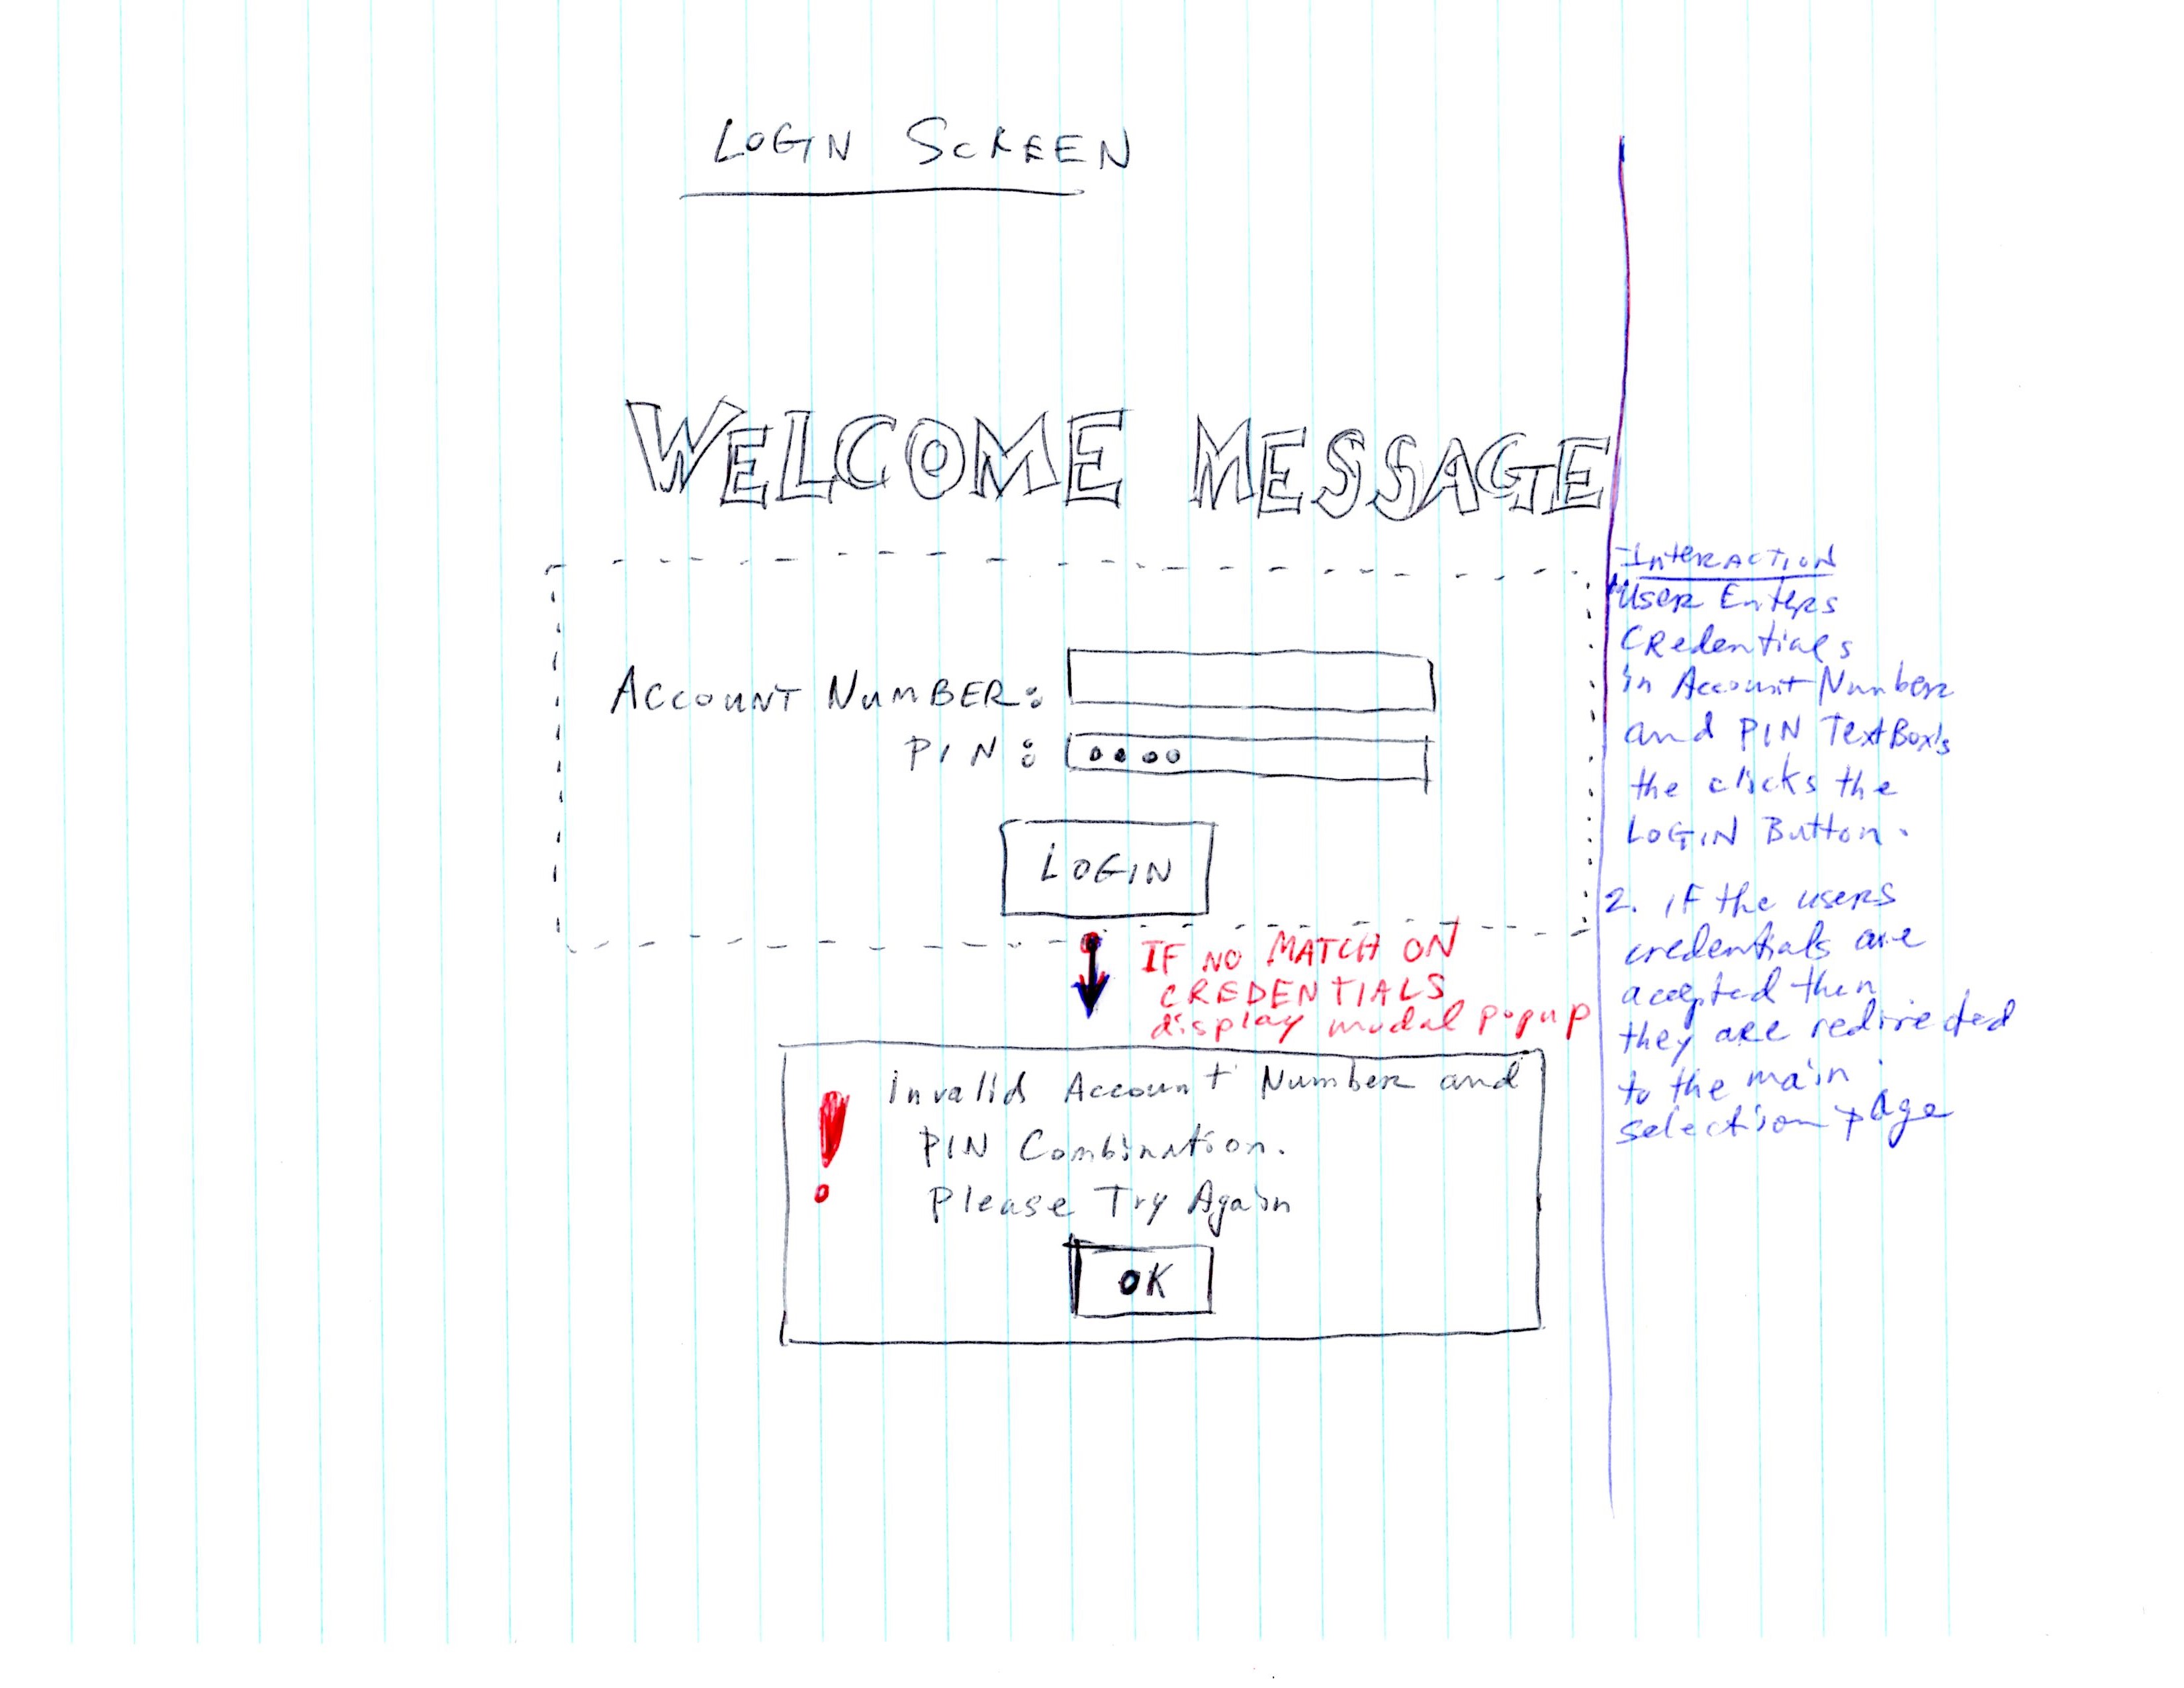 LOGIN SCREEN
WELCOME MESSAGE
ACCOUNT NUMBER:
PIN:
LOGIN
IF NO MATCH ON
CREDENTIALS
display modal popup
Invalid Account Number and
PIN Combination.
Please Try Again
OK
Interaction
User Enters
Credentials
in Account Number
and PIN TextBox's
the clicks the
LOGIN Button.
2. if the users
credentials are
accepted then
they are redirected
to the main
selection page